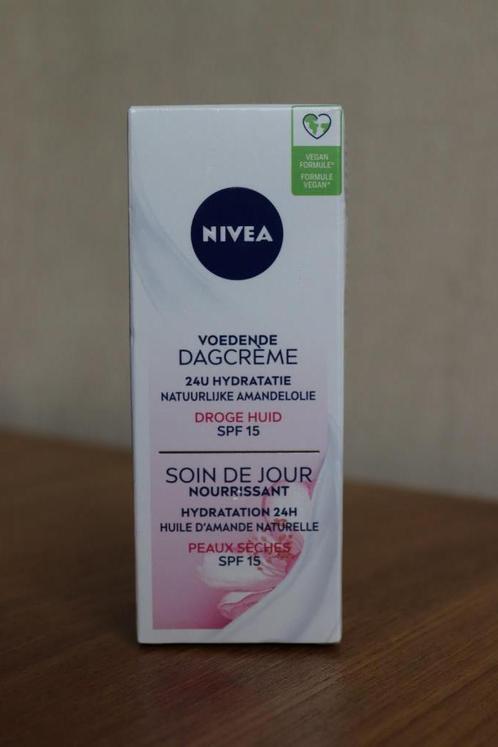 VEGAN
FORMULE*
FORMULE
VEGAN*
NIVEA
VOEDENDE
DAGCRÈME
24U HYDRATATIE
NATUURLIJKE AMANDELOLIE
DROGE HUID
SPF 15
SOIN DE JOUR
NOURRISSANT
HYDRATATION 24H
HUILE D'AMANDE NATURELLE
PEAUX SÈCHES
SPF 15